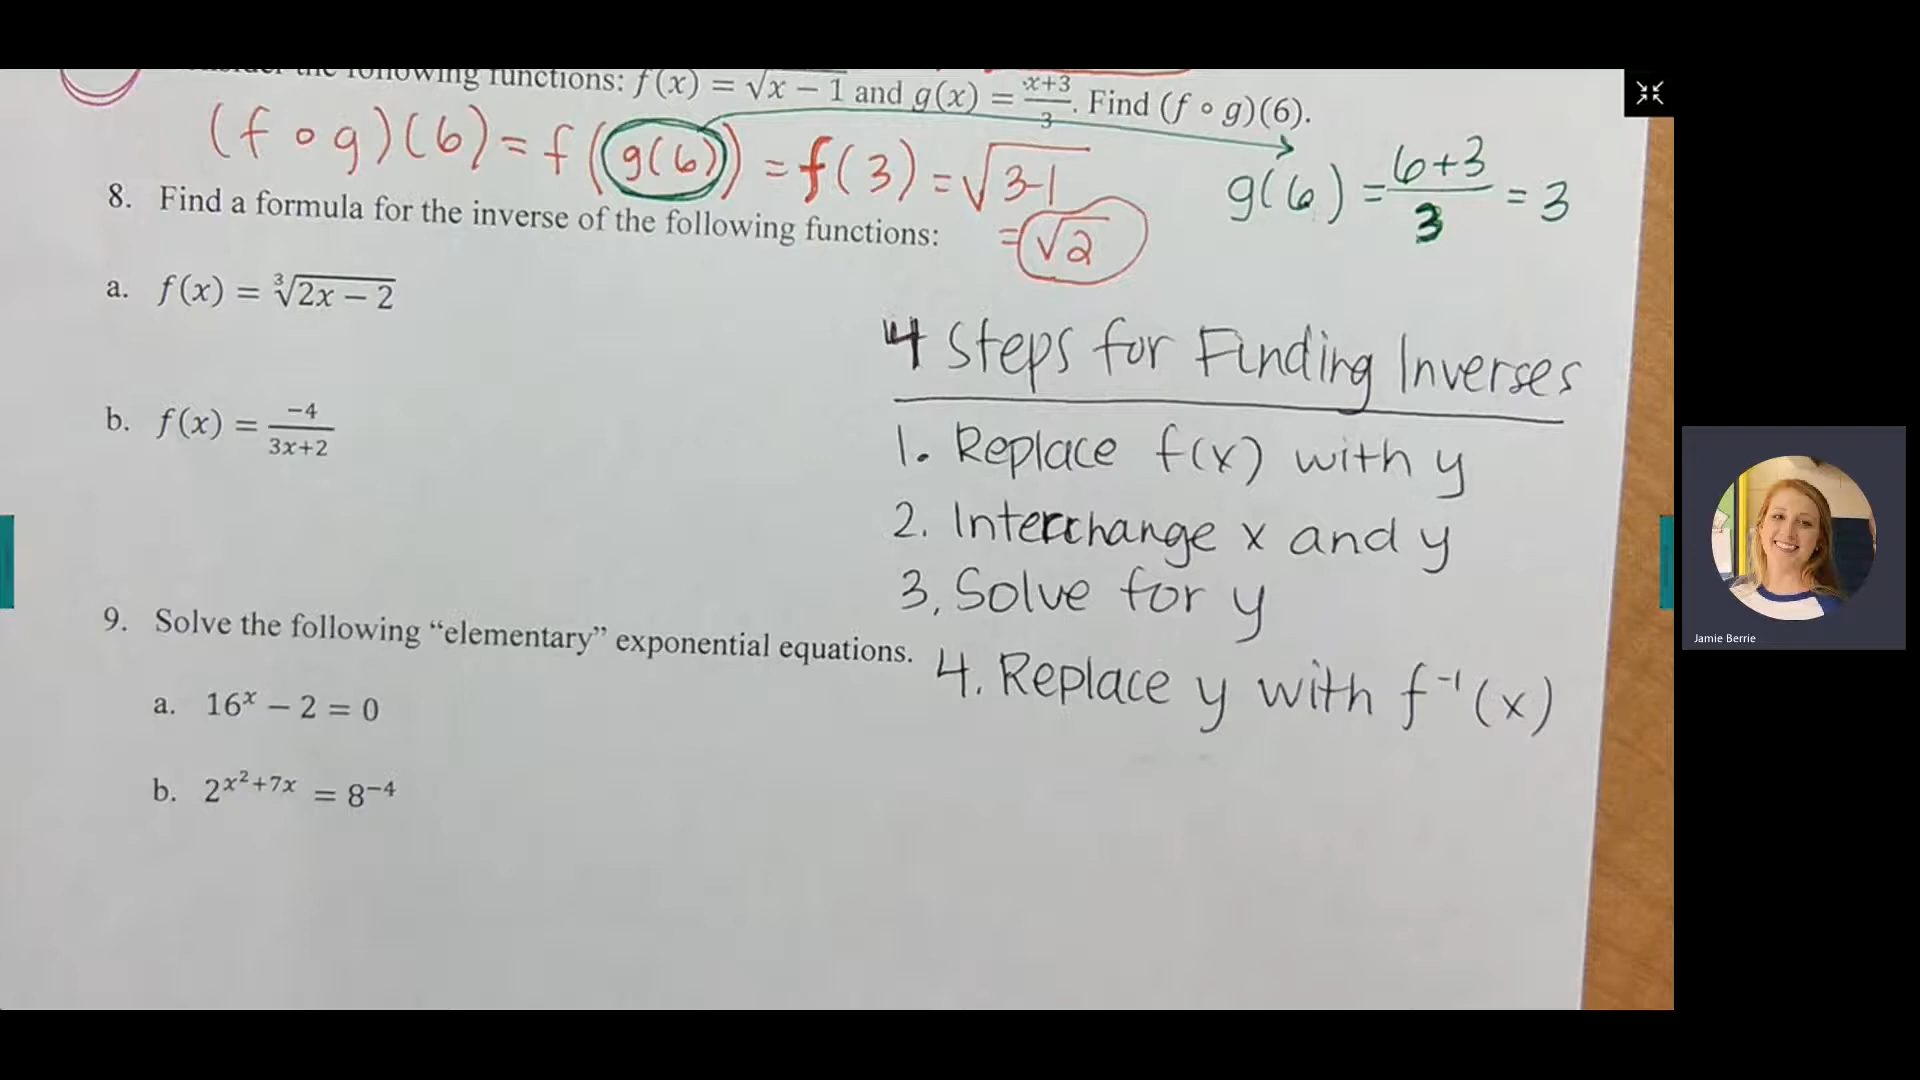 the following functions: f(x) = √x − 1 and g(x) = x+3/3. Find (f ∘ g)(6).
(f ∘ g)(6) = f(g(6)) = f(3) = √3-1
= √2
g(6) = 6+3/3 = 3
8. Find a formula for the inverse of the following functions:
a. f(x) = ∛2x − 2
b. f(x) = −4/3x+2
4 Steps for Finding Inverses
1. Replace f(x) with y
2. Interchange x and y
3. Solve for y
4. Replace y with f⁻¹(x)
9. Solve the following “elementary” exponential equations.
a. 16ˣ − 2 = 0
b. 2^x²+7x = 8⁻⁴
Jamie Berrie